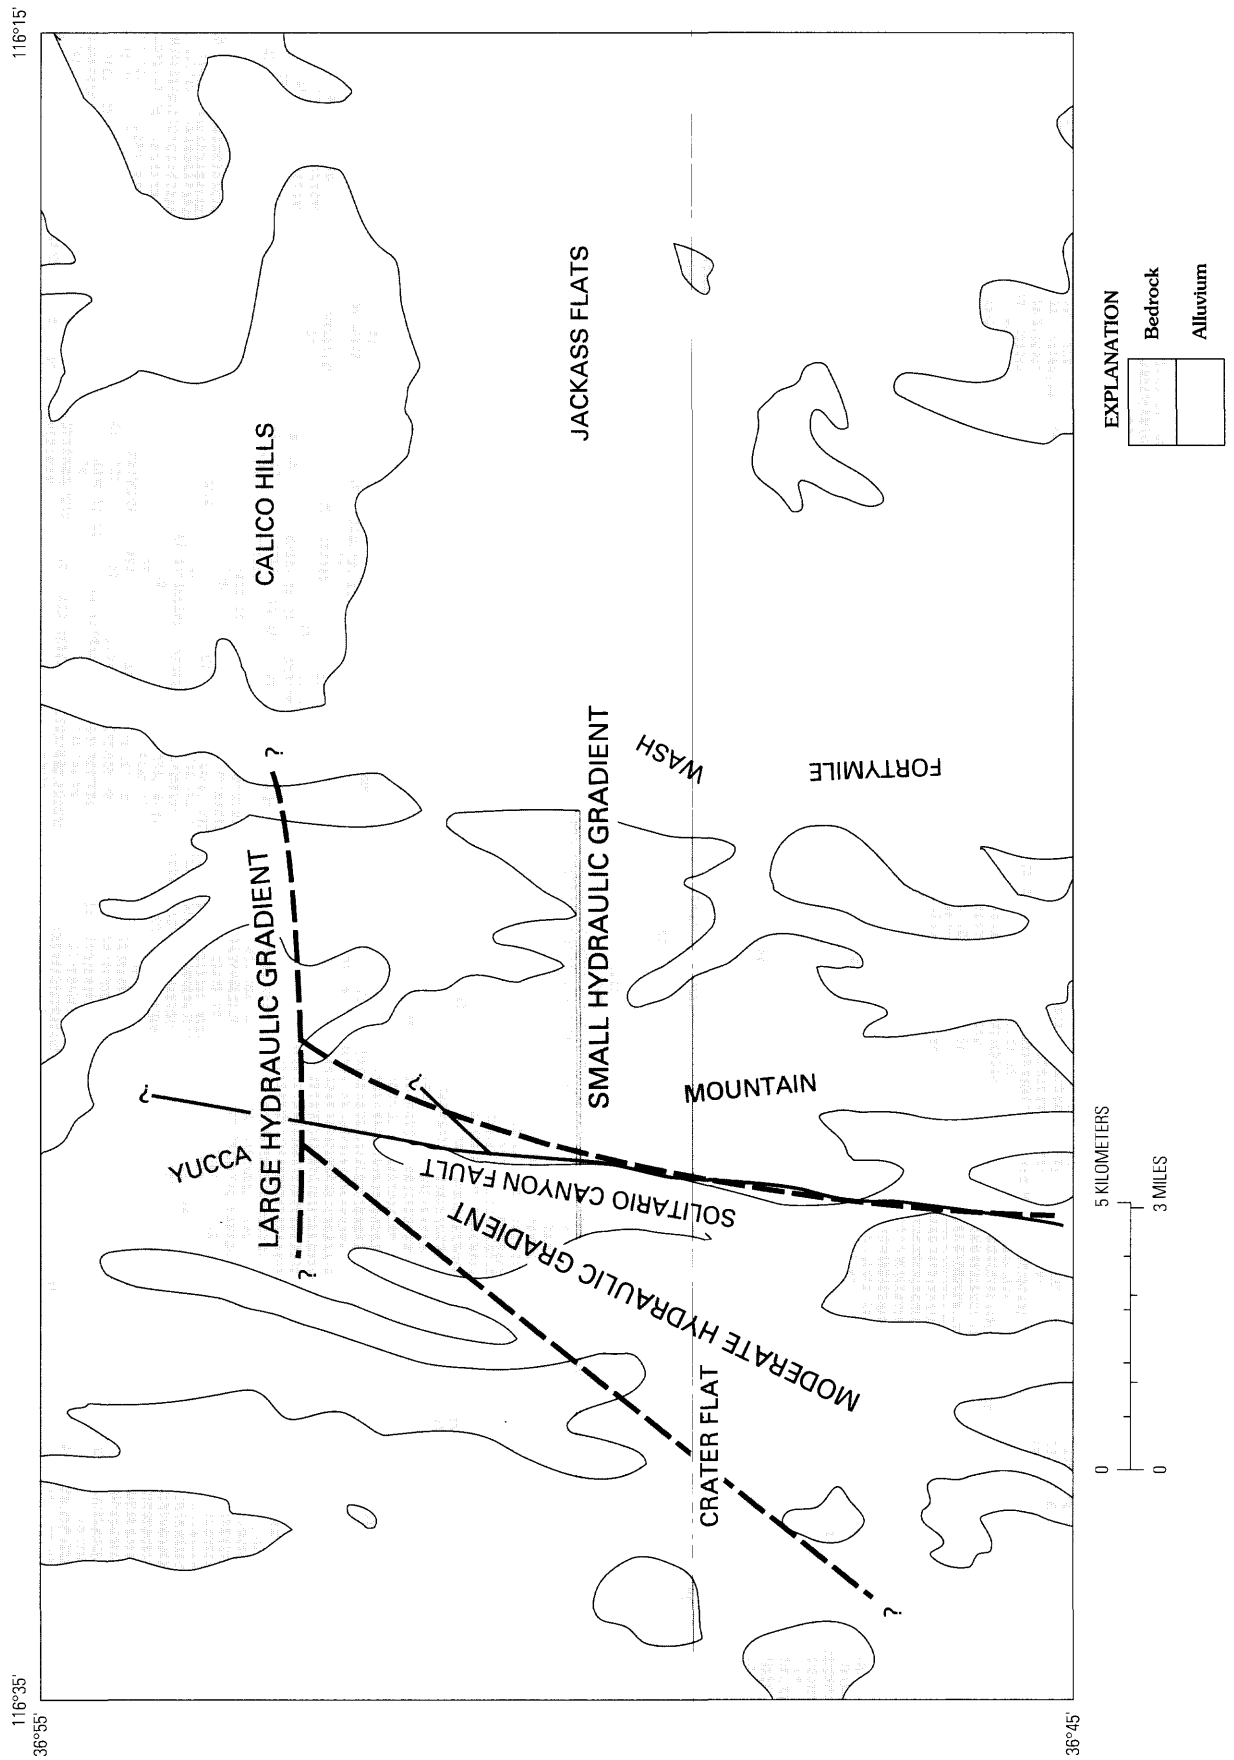 116°35'
116°15'
36°55'
CALICO HILLS
?
LARGE HYDRAULIC GRADIENT
?
?
YUCCA
?
JACKASS FLATS
SMALL HYDRAULIC GRADIENT
SOLITARIO CANYON FAULT
MODERATE HYDRAULIC GRADIENT
WASH
MOUNTAIN
CRATER FLAT
FORTYMILE
?
36°45'
0 5 KILOMETERS
0 3 MILES
EXPLANATION
Bedrock
Alluvium